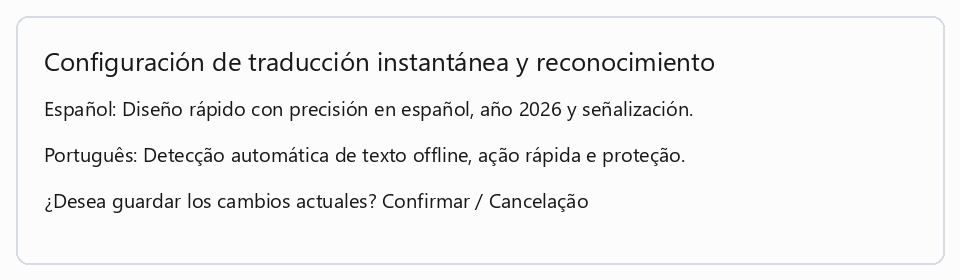 Configuración de traducción instantánea y reconocimiento
Español: Diseño rápido con precisión en español, año 2026 y señalización.
Português: Detecção automática de texto offline, ação rápida e proteção.
¿Desea guardar los cambios actuales? Confirmar / Cancelação